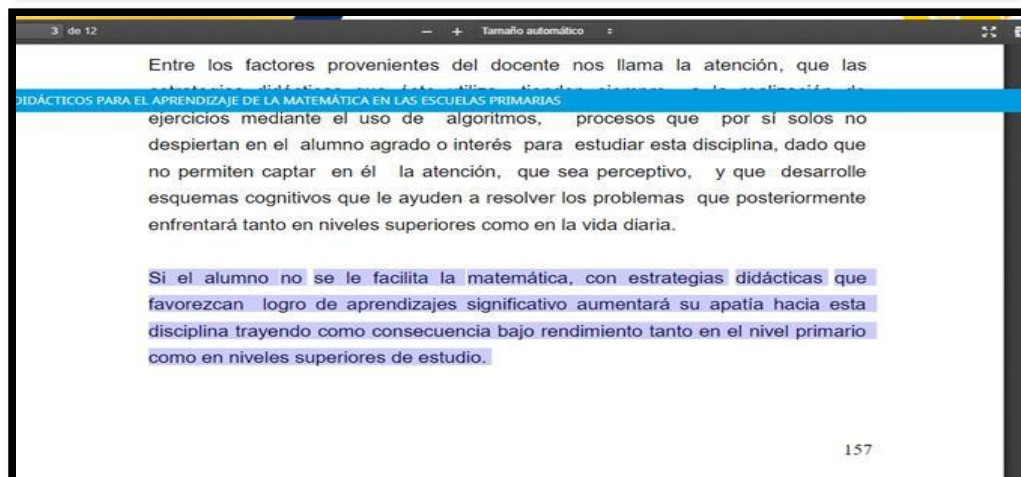 3 de 12
— + Tamaño automático
Entre los factores provenientes del docente nos llama la atención, que las
DIDÁCTICOS PARA EL APRENDIZAJE DE LA MATEMÁTICA EN LAS ESCUELAS PRIMARIAS
ejercicios mediante el uso de algoritmos, procesos que por sí solos no
despiertan en el alumno agrado o interés para estudiar esta disciplina, dado que
no permiten captar en él la atención, que sea perceptivo, y que desarrolle
esquemas cognitivos que le ayuden a resolver los problemas que posteriormente
enfrentará tanto en niveles superiores como en la vida diaria.
Si el alumno no se le facilita la matemática, con estrategias didácticas que
favorezcan logro de aprendizajes significativo aumentará su apatía hacia esta
disciplina trayendo como consecuencia bajo rendimiento tanto en el nivel primario
como en niveles superiores de estudio.
157